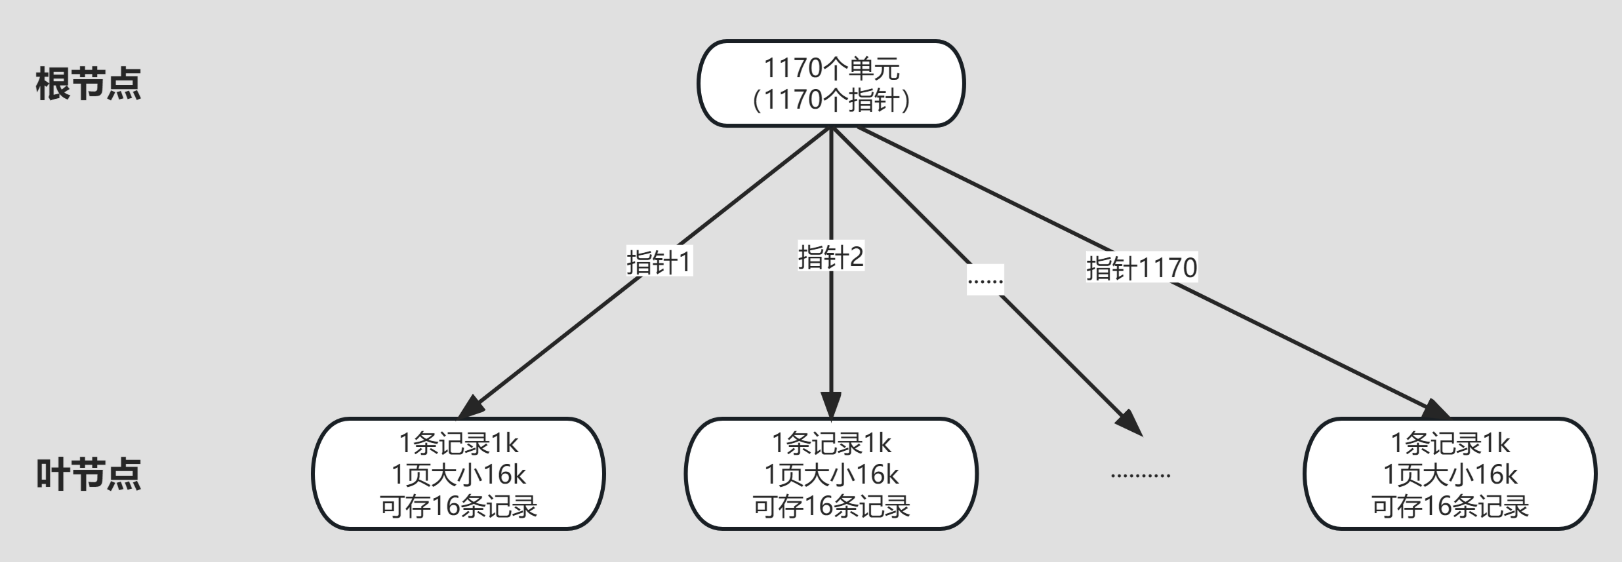 根节点
1170个单元
（1170个指针）
指针1
指针2
......
指针1170
叶节点
1条记录1k
1页大小16k
可存16条记录
1条记录1k
1页大小16k
可存16条记录
..........
1条记录1k
1页大小16k
可存16条记录